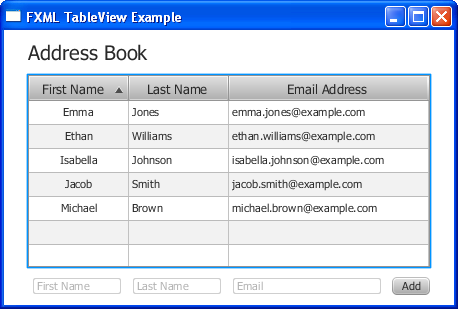 FXML TableView Example
Address Book
First Name Last Name Email Address
Emma Jones emma.jones@example.com
Ethan Williams ethan.williams@example.com
Isabella Johnson isabella.johnson@example.com
Jacob Smith jacob.smith@example.com
Michael Brown michael.brown@example.com
First Name Last Name Email Add